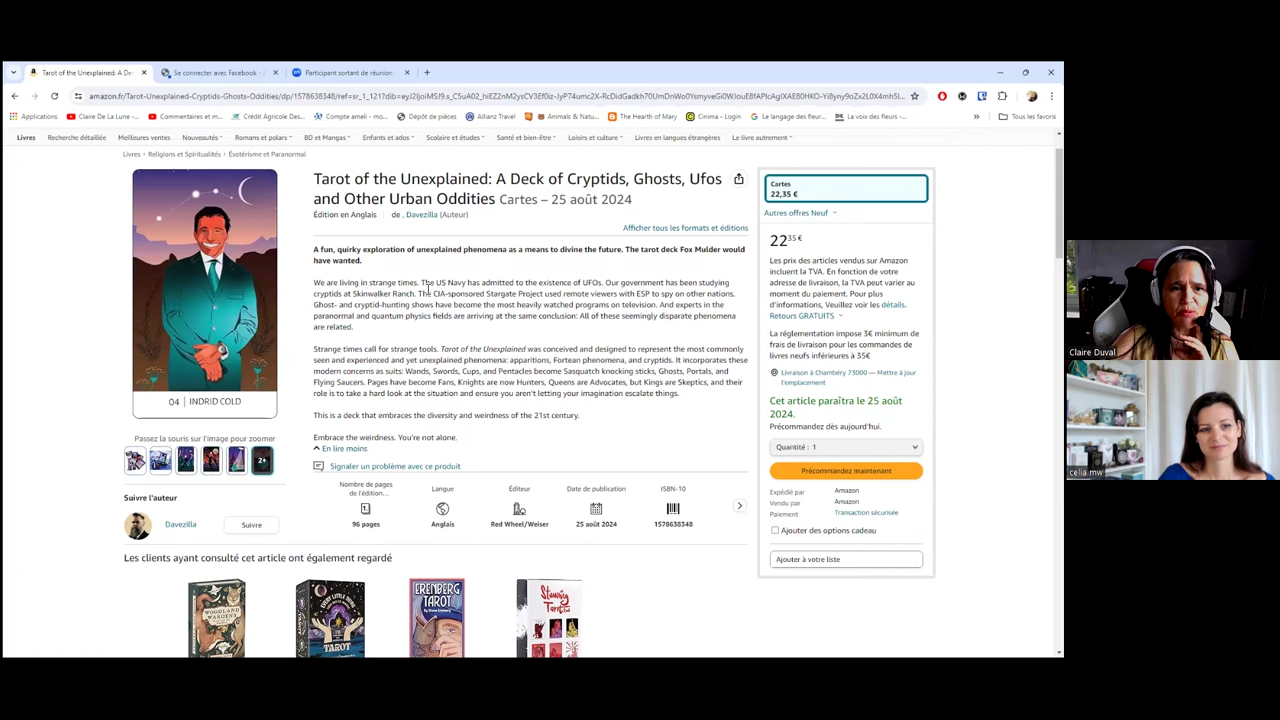 Tarot of the Unexplained: A De
Se connecter avec Facebook -
Participant sortant de réunion
Applications
Claire De La Lune -...
Commentaires et m...
Crédit Agricole Des...
Compte ameli - mo...
Dépôt de pièces
Allianz Travel
Animals & Natu...
The Hearth of Mary
Cinima - Login
Le langage des fleur...
La voix des fleurs -...
Tous les favoris
Livres
Recherche détaillée
Meilleures ventes
Nouveautés
Romans et polars
BD et Mangas
Enfants et ados
Scolaire et études
Santé et bien-être
Loisirs et culture
Livres en langues étrangères
Le livre autrement
Livres › Religions et Spiritualités › Ésotérisme et Paranormal
04 | INDRID COLD
Passez la souris sur l'image pour zoomer
2+
Suivre l'auteur
Davezilla
Suivre
Tarot of the Unexplained: A Deck of Cryptids, Ghosts, Ufos
and Other Urban Oddities Cartes – 25 août 2024
Édition en Anglais de , Davezilla (Auteur)
Afficher tous les formats et éditions
A fun, quirky exploration of unexplained phenomena as a means to divine the future. The tarot deck Fox Mulder would
have wanted.
We are living in strange times. The US Navy has admitted to the existence of UFOs. Our government has been studying
cryptids at Skinwalker Ranch. The CIA-sponsored Stargate Project used remote viewers with ESP to spy on other nations.
Ghost- and cryptid-hunting shows have become the most heavily watched programs on television. And experts in the
paranormal and quantum physics fields are arriving at the same conclusion: All of these seemingly disparate phenomena
are related.
Strange times call for strange tools. Tarot of the Unexplained was conceived and designed to represent the most commonly
seen and experienced and yet unexplained phenomena: apparitions, Fortean phenomena, and cryptids. It incorporates these
modern concerns as suits: Wands, Swords, Cups, and Pentacles become Sasquatch knocking sticks, Ghosts, Portals, and
Flying Saucers. Pages have become Fans, Knights are now Hunters, Queens are Advocates, but Kings are Skeptics, and their
role is to take a hard look at the situation and ensure you aren't letting your imagination escalate things.
This is a deck that embraces the diversity and weirdness of the 21st century.
Embrace the weirdness. You're not alone.
En lire moins
Signaler un problème avec ce produit
Nombre de pages
de l'édition...
96 pages
Langue
Anglais
Éditeur
Red Wheel/Weiser
Date de publication
25 août 2024
ISBN-10
1578638348
Cartes
22,35 €
Autres offres Neuf
22 35 €
Les prix des articles vendus sur Amazon
incluent la TVA. En fonction de votre
adresse de livraison, la TVA peut varier au
moment du paiement. Pour plus
d'informations, Veuillez voir les détails.
Retours GRATUITS
La réglementation impose 3€ minimum de
frais de livraison pour les commandes de
livres neufs inférieures à 35€
Livraison à Chambéry 73000 — Mettre à jour
l'emplacement
Cet article paraîtra le 25 août
2024.
Précommandez dès aujourd'hui.
Quantité : 1
Précommandez maintenant
Expédié par Amazon
Vendu par Amazon
Paiement Transaction sécurisée
Ajouter des options cadeau
Ajouter à votre liste
Les clients ayant consulté cet article ont également regardé
WOODLAND
WARDENS
EVERY LITTLE THING
TAROT
ERENBERG
TAROT
Claire Duval
celia mw